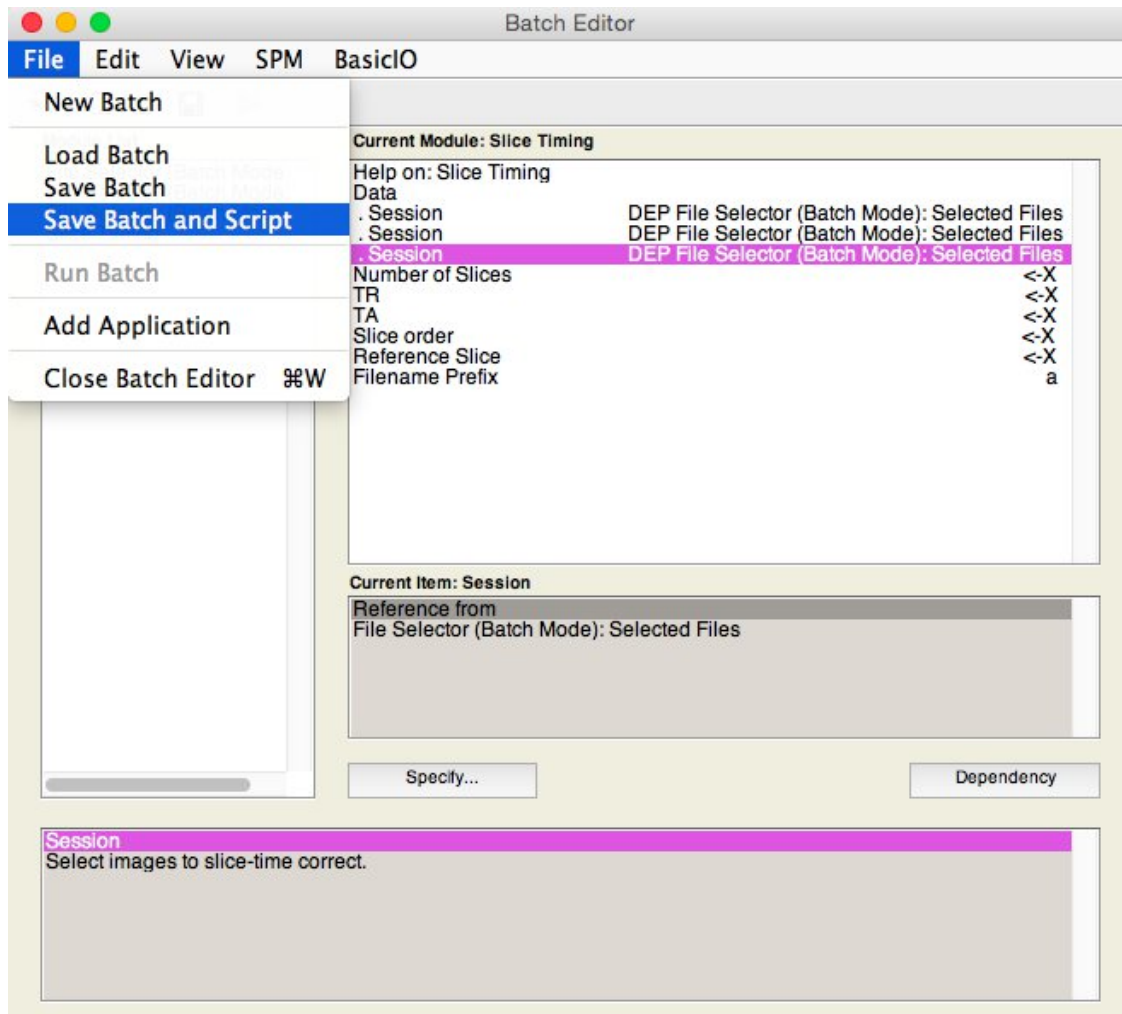 Batch Editor
File Edit View SPM BasicIO
New Batch
Load Batch
Save Batch
Save Batch and Script
Run Batch
Add Application
Close Batch Editor ⌘W
Current Module: Slice Timing
Help on: Slice Timing
Data
. Session DEP File Selector (Batch Mode): Selected Files
. Session DEP File Selector (Batch Mode): Selected Files
. Session DEP File Selector (Batch Mode): Selected Files
Number of Slices <-X
TR <-X
TA <-X
Slice order <-X
Reference Slice <-X
Filename Prefix a
Current Item: Session
Reference from
File Selector (Batch Mode): Selected Files
Specify...
Dependency
Session
Select images to slice-time correct.